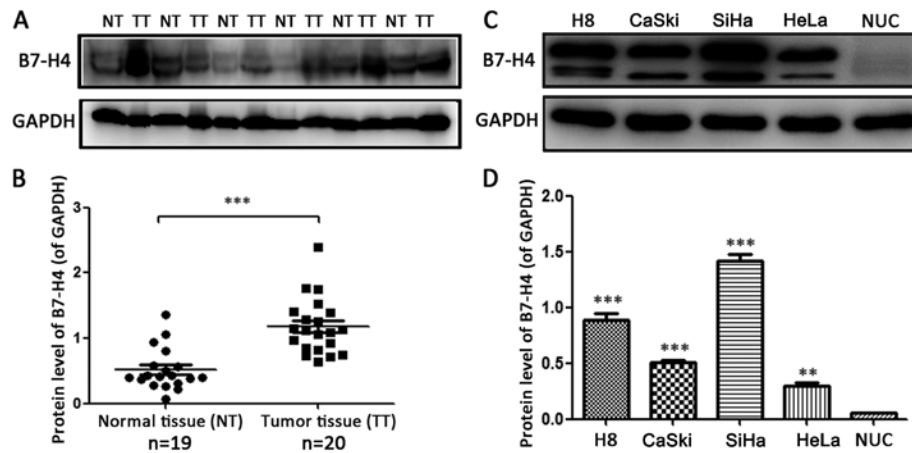 A
NT TT NT TT NT TT NT TT NT TT NT TT
B7-H4
GAPDH
B
Protein level of B7-H4 (of GAPDH)
3
2
1
0
***
Normal tissue (NT)
n=19
Tumor tissue (TT)
n=20
C
H8 CaSki SiHa HeLa NUC
B7-H4
GAPDH
D
Protein level of B7-H4 (of GAPDH)
2.0
1.5
1.0
0.5
0.0
***
***
***
**
H8 CaSki SiHa HeLa NUC